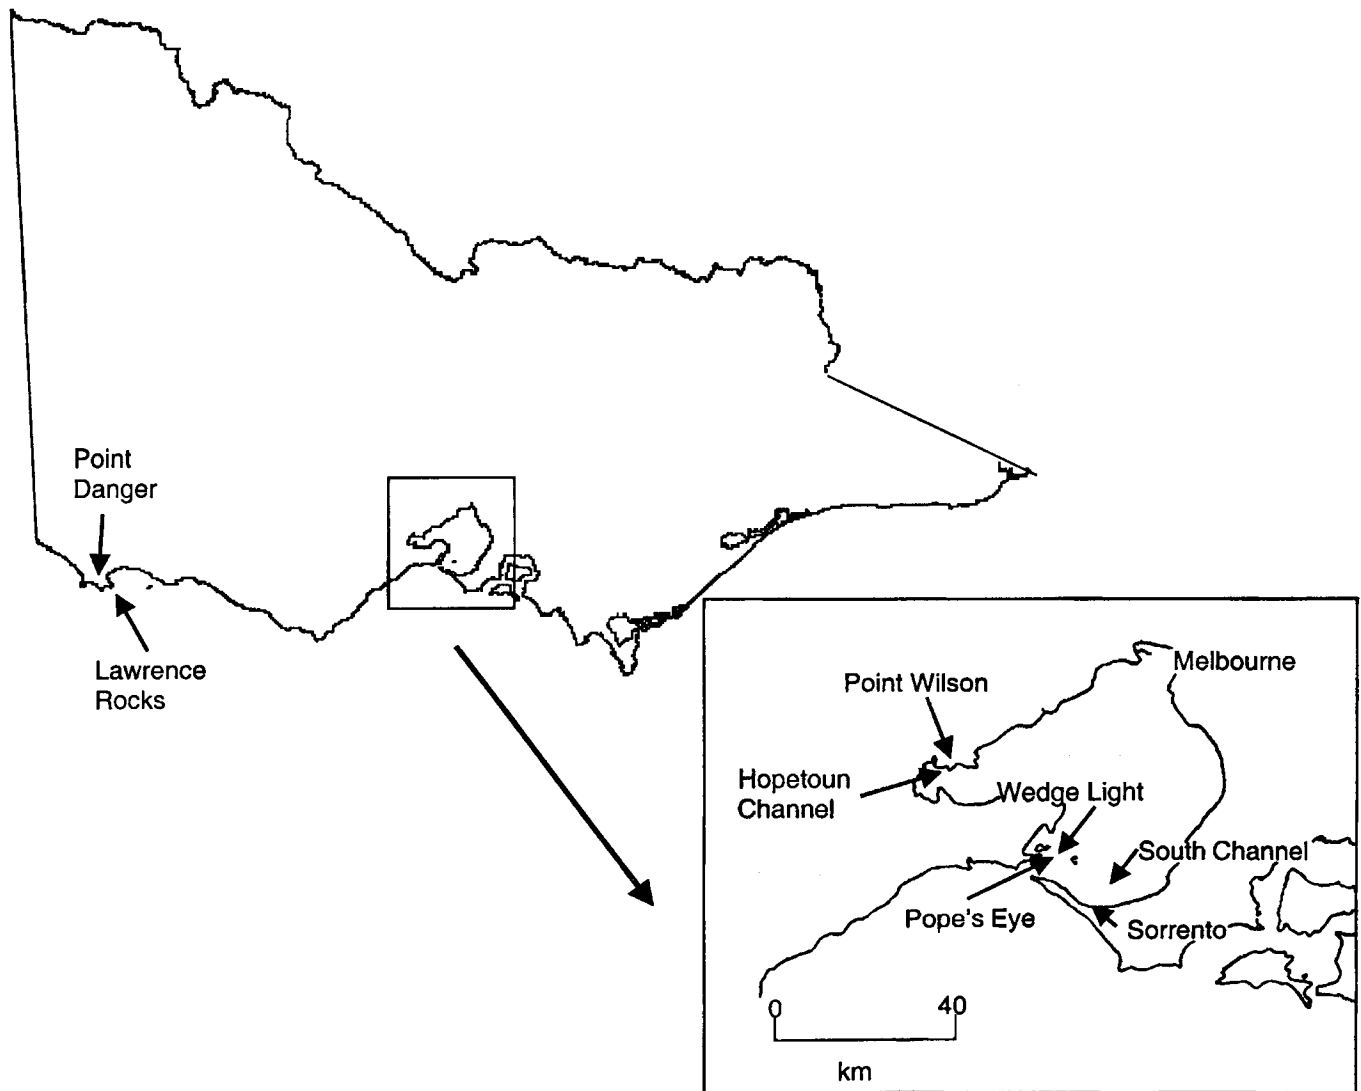 Point
Danger
Lawrence
Rocks
Melbourne
Point Wilson
Hopetoun
Channel
Wedge Light
South Channel
Pope's Eye
Sorrento
0
40
km